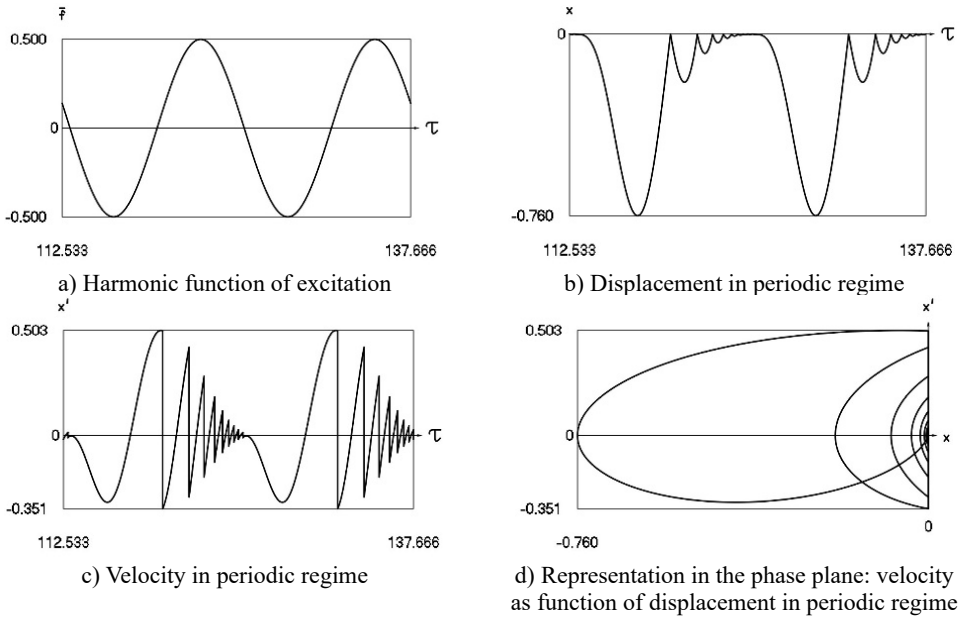 f̄
0.500
0
τ
-0.500
112.533
137.666
a) Harmonic function of excitation
x
0
τ
-0.760
112.533
137.666
b) Displacement in periodic regime
x'
0.503
0
τ
-0.351
112.533
137.666
c) Velocity in periodic regime
x'
0.503
0
x
-0.351
0
-0.760
d) Representation in the phase plane: velocity
as function of displacement in periodic regime